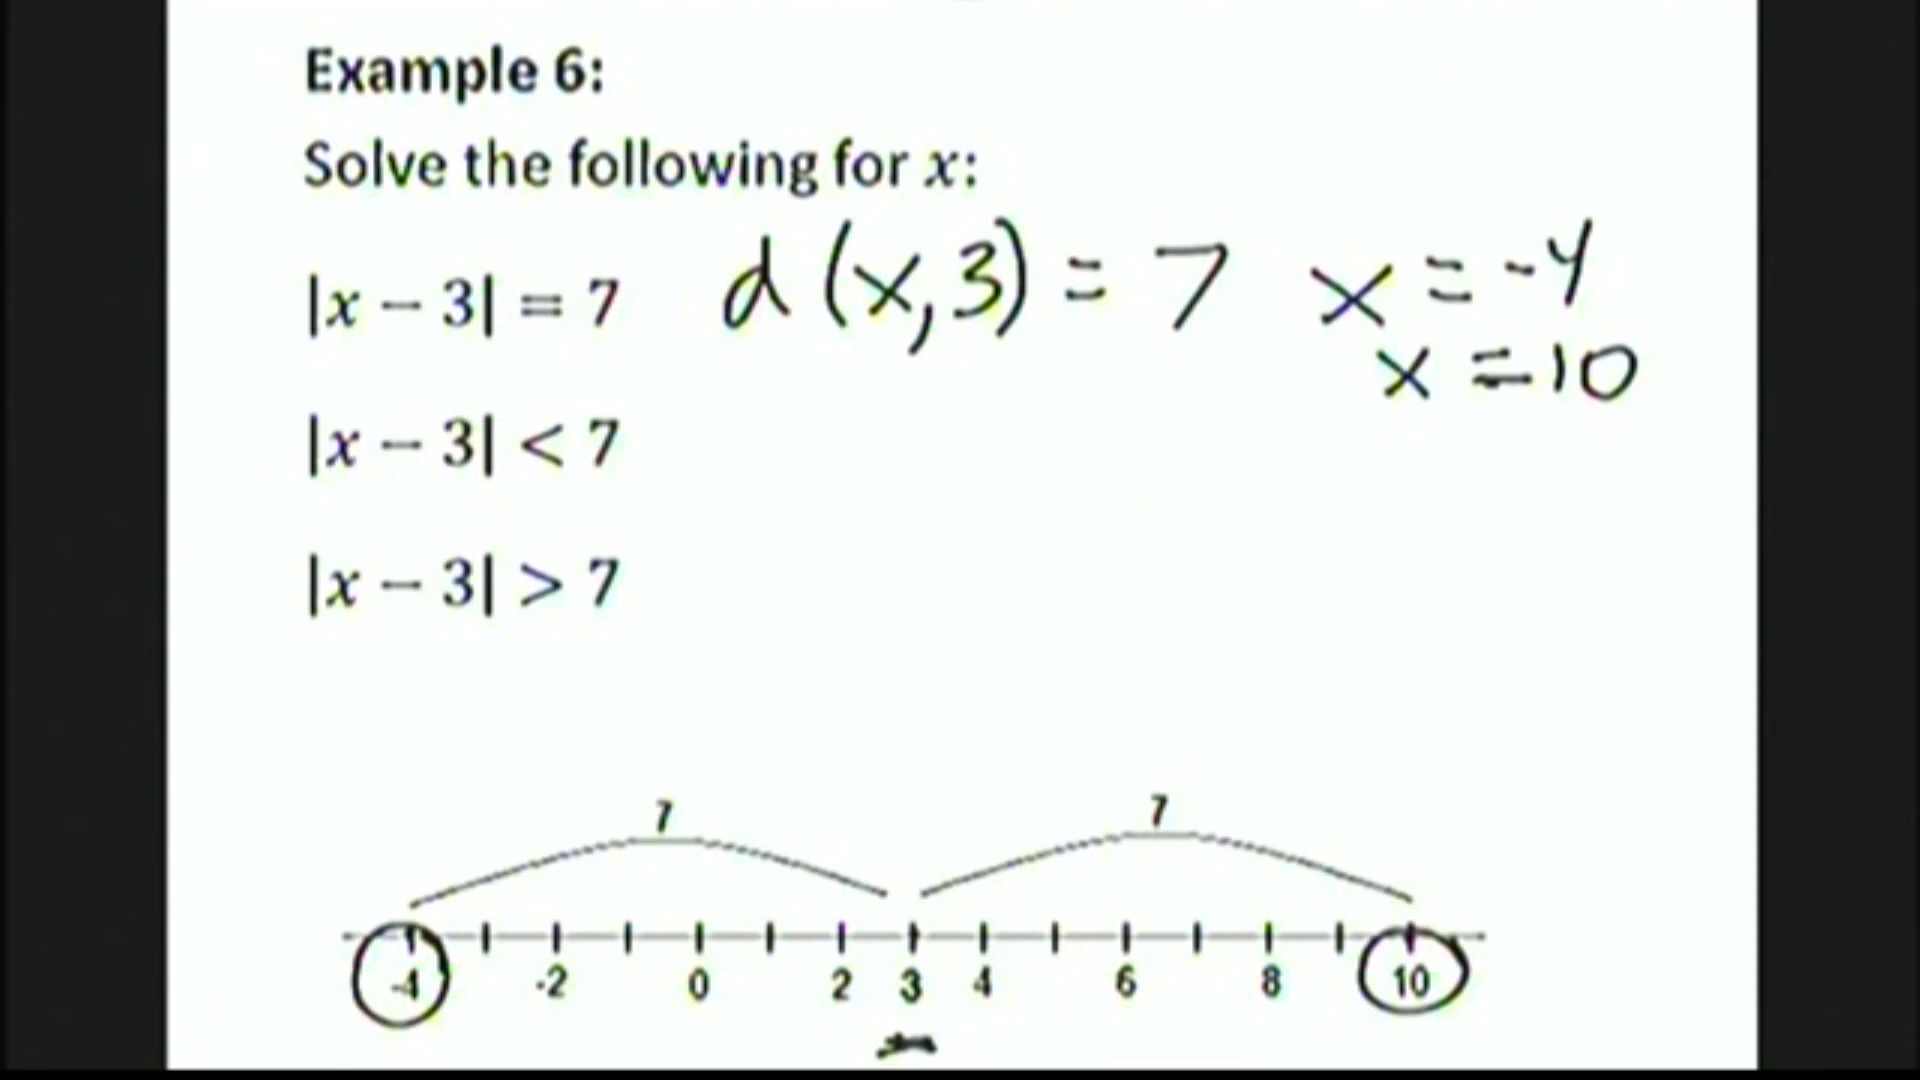 Example 6:
Solve the following for x:
|x − 3| = 7 d(x,3) = 7 x = -4
x = 10
|x − 3| < 7
|x − 3| > 7
7 7
-4 -2 0 2 3 4 6 8 10